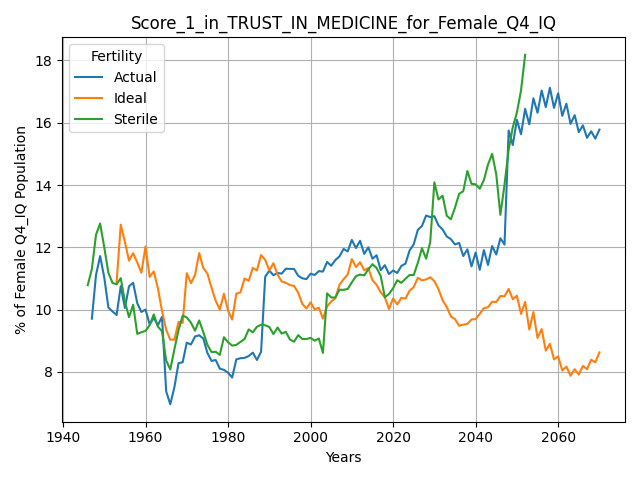 Score_1_in_TRUST_IN_MEDICINE_for_Female_Q4_IQ
Fertility
Actual
Ideal
Sterile
% of Female Q4_IQ Population
18
16
14
12
10
8
1940
1960
1980
2000
2020
2040
2060
Years